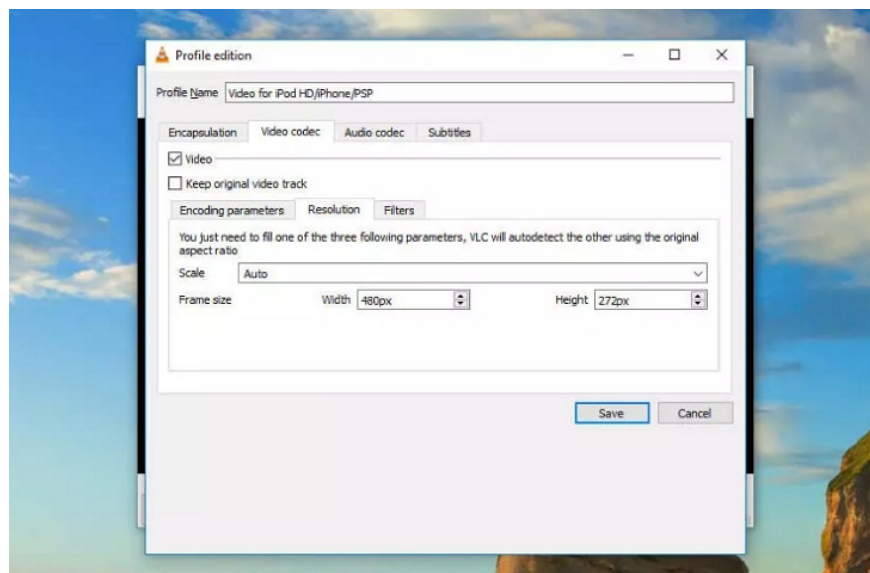 Profile edition
Profile Name Video for iPod HD/iPhone/PSP
Encapsulation Video codec Audio codec Subtitles
Video
Keep original video track
Encoding parameters Resolution Filters
You just need to fill one of the three following parameters, VLC will autodetect the other using the original
aspect ratio
Scale Auto
Frame size Width 480px Height 272px
Save Cancel